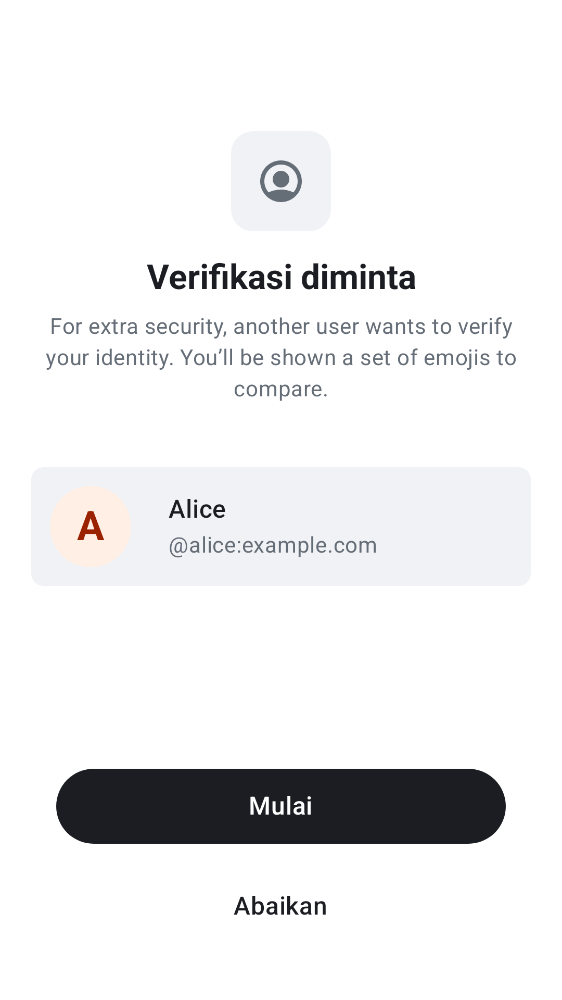 Verifikasi diminta
For extra security, another user wants to verify
your identity. You’ll be shown a set of emojis to
compare.
A
Alice
@alice:example.com
Mulai
Abaikan